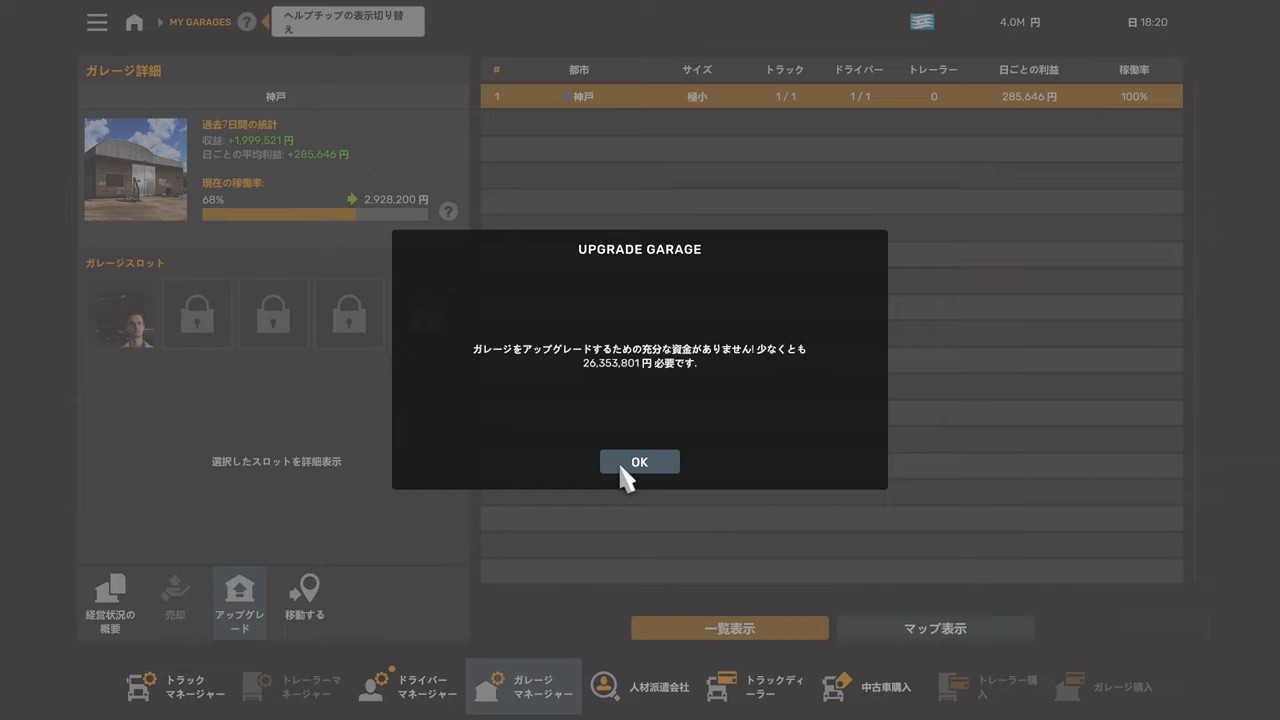 MY GARAGES
?
ヘルプチップの表示切り替
え
4.0M 円
日 18:20
ガレージ詳細
神戸
過去7日間の統計
収益: +1,999,521 円
日ごとの平均利益: +285,646 円
現在の稼働率:
68%
2,928,200 円
?
ガレージスロット
選択したスロットを詳細表示
経営状況の
概要
売却
アップグレ
ード
移動する
# 都市 サイズ トラック ドライバー トレーラー 日ごとの利益 稼働率
1 神戸 極小 1 / 1 1 / 1 0 285,646 円 100%
UPGRADE GARAGE
ガレージをアップグレードするための充分な資金がありません! 少なくとも
26,353,801 円 必要です.
OK
一覧表示
マップ表示
トラック
マネージャー
トレーラーマ
ネージャー
ドライバー
マネージャー
ガレージ
マネージャー
人材派遣会社
トラックディ
ーラー
中古車購入
トレーラー購
入
ガレージ購入